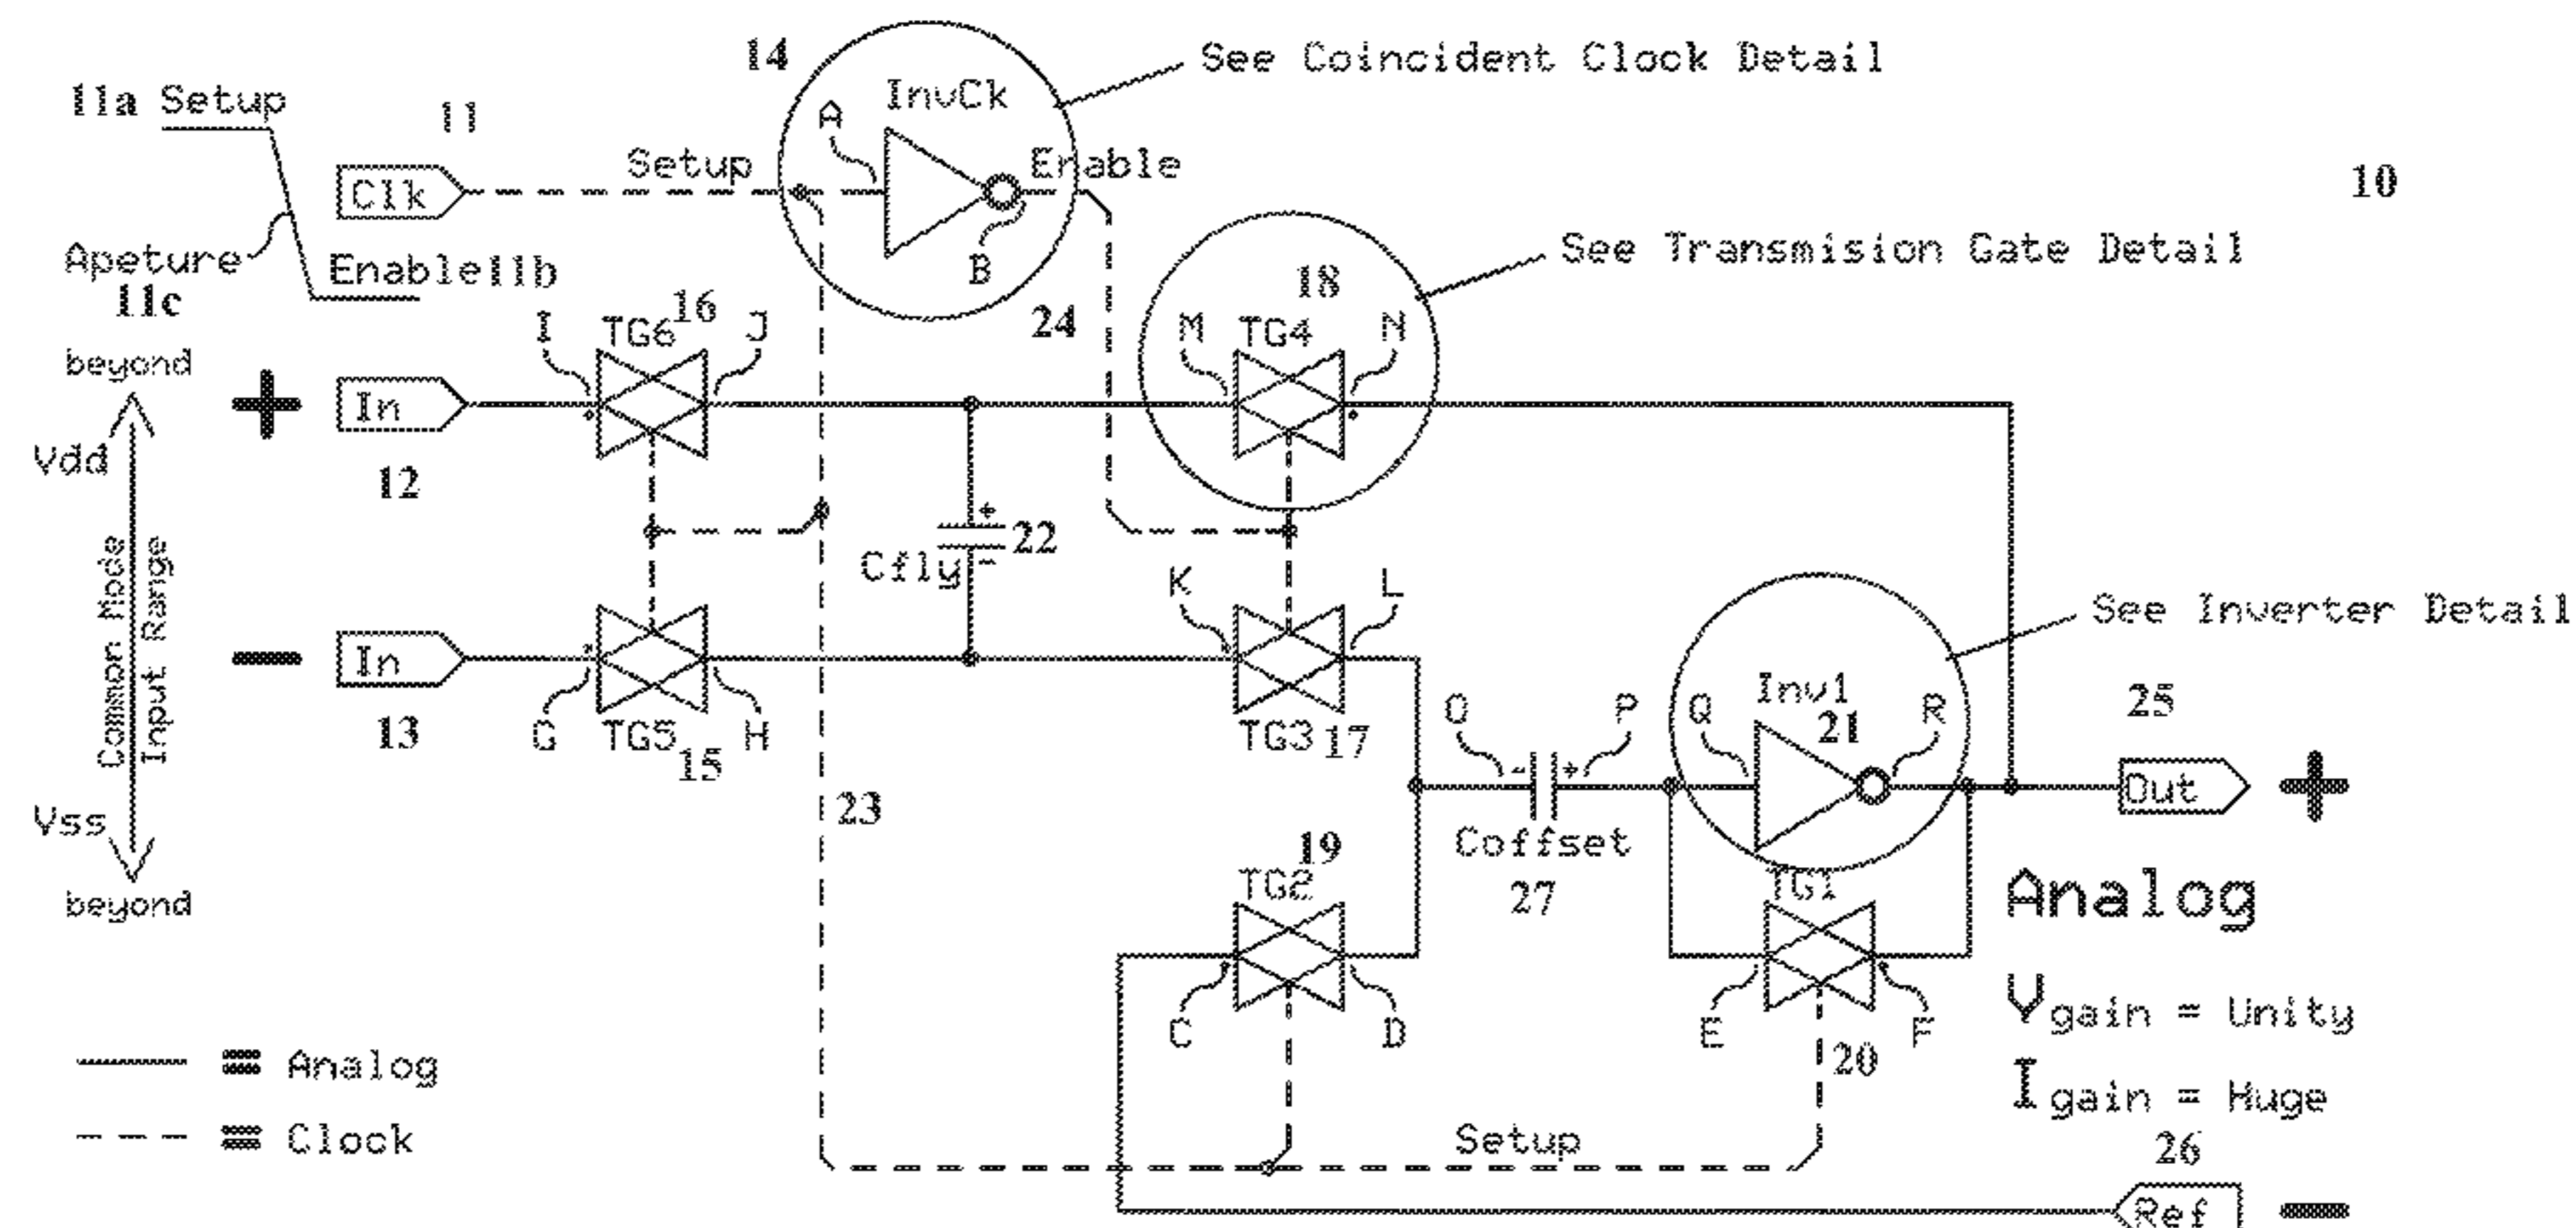 14
See Coincident Clock Detail
11a Setup
11
A
InvCk
Clk
Setup
Enable
10
B
Apeture
11c
Enable 11b
24
See Transmision Gate Detail
18
beyond
I
TG6
16
J
M
TG4
N
+
In
12
Vdd
Common Mode
Input Range
Cfly
+
-
22
K
L
-
In
13
G
TG5
15
H
TG3
17
See Inverter Detail
O
-
+
P
Q
Inv1
21
R
25
Out
+
Coffset
27
Vss
beyond
23
19
TG2
TG1
C
D
E
F
20
Analog
Vgain = Unity
Igain = Huge
= Analog
= Clock
Setup
26
Ref
-